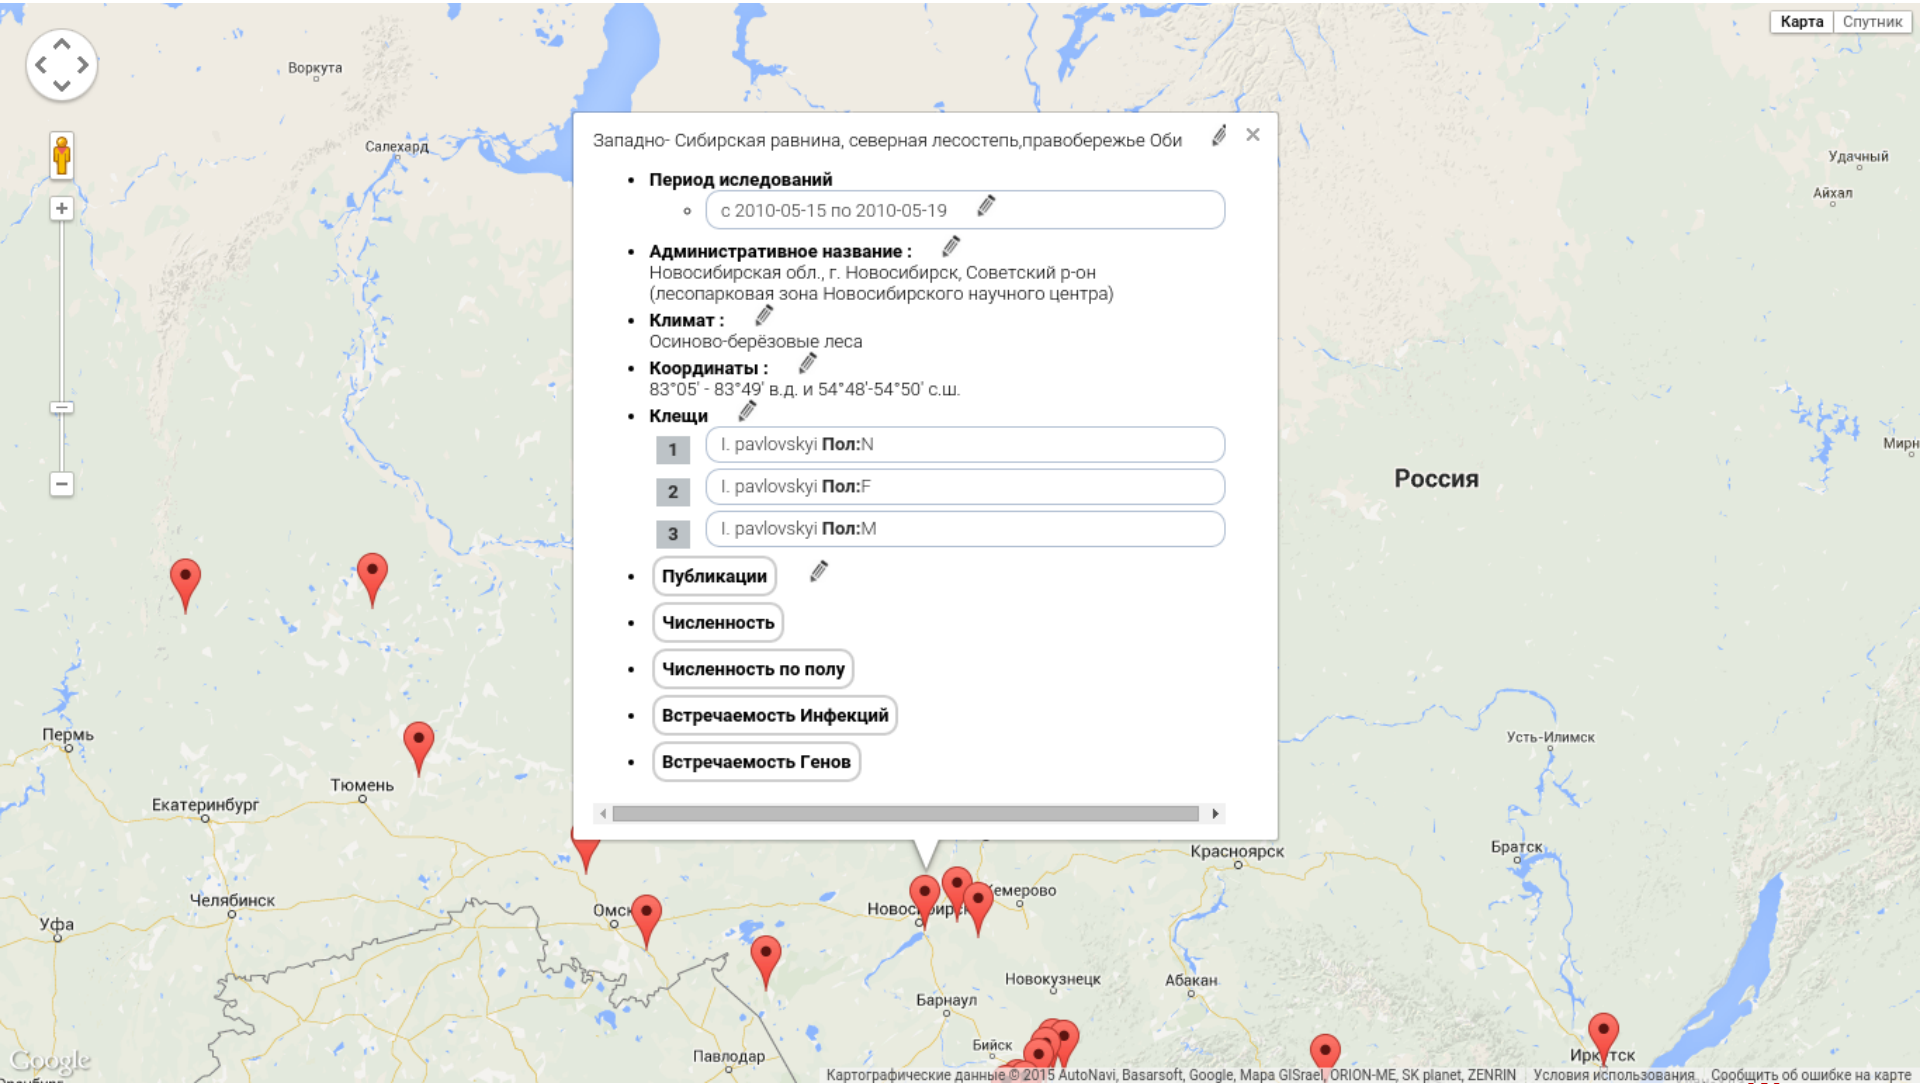 Карта Спутник
Воркута
Салехард
Удачный
Айхал
Западно- Сибирская равнина, северная лесостепь,правобережье Оби
Период иследований
с 2010-05-15 по 2010-05-19
Административное название :
Новосибирская обл., г. Новосибирск, Советский р-он
(лесопарковая зона Новосибирского научного центра)
Климат :
Осиново-берёзовые леса
Координаты :
83°05' - 83°49' в.д. и 54°48'-54°50' с.ш.
Клещи
1 I. pavlovskyi Пол:N
2 I. pavlovskyi Пол:F
3 I. pavlovskyi Пол:M
Публикации
Численность
Численность по полу
Встречаемость Инфекций
Встречаемость Генов
Мирн
Россия
Пермь
Усть-Илимск
Тюмень
Екатеринбург
Братск
Красноярск
Челябинск
Омск
Кемерово
Новосибирск
Уфа
Новокузнецк
Абакан
Барнаул
Бийск
Павлодар
Иркутск
Google
Картографические данные © 2015 AutoNavi, Basarsoft, Google, Mapa GISrael, ORION-ME, SK planet, ZENRIN Условия использования Сообщить об ошибке на карте